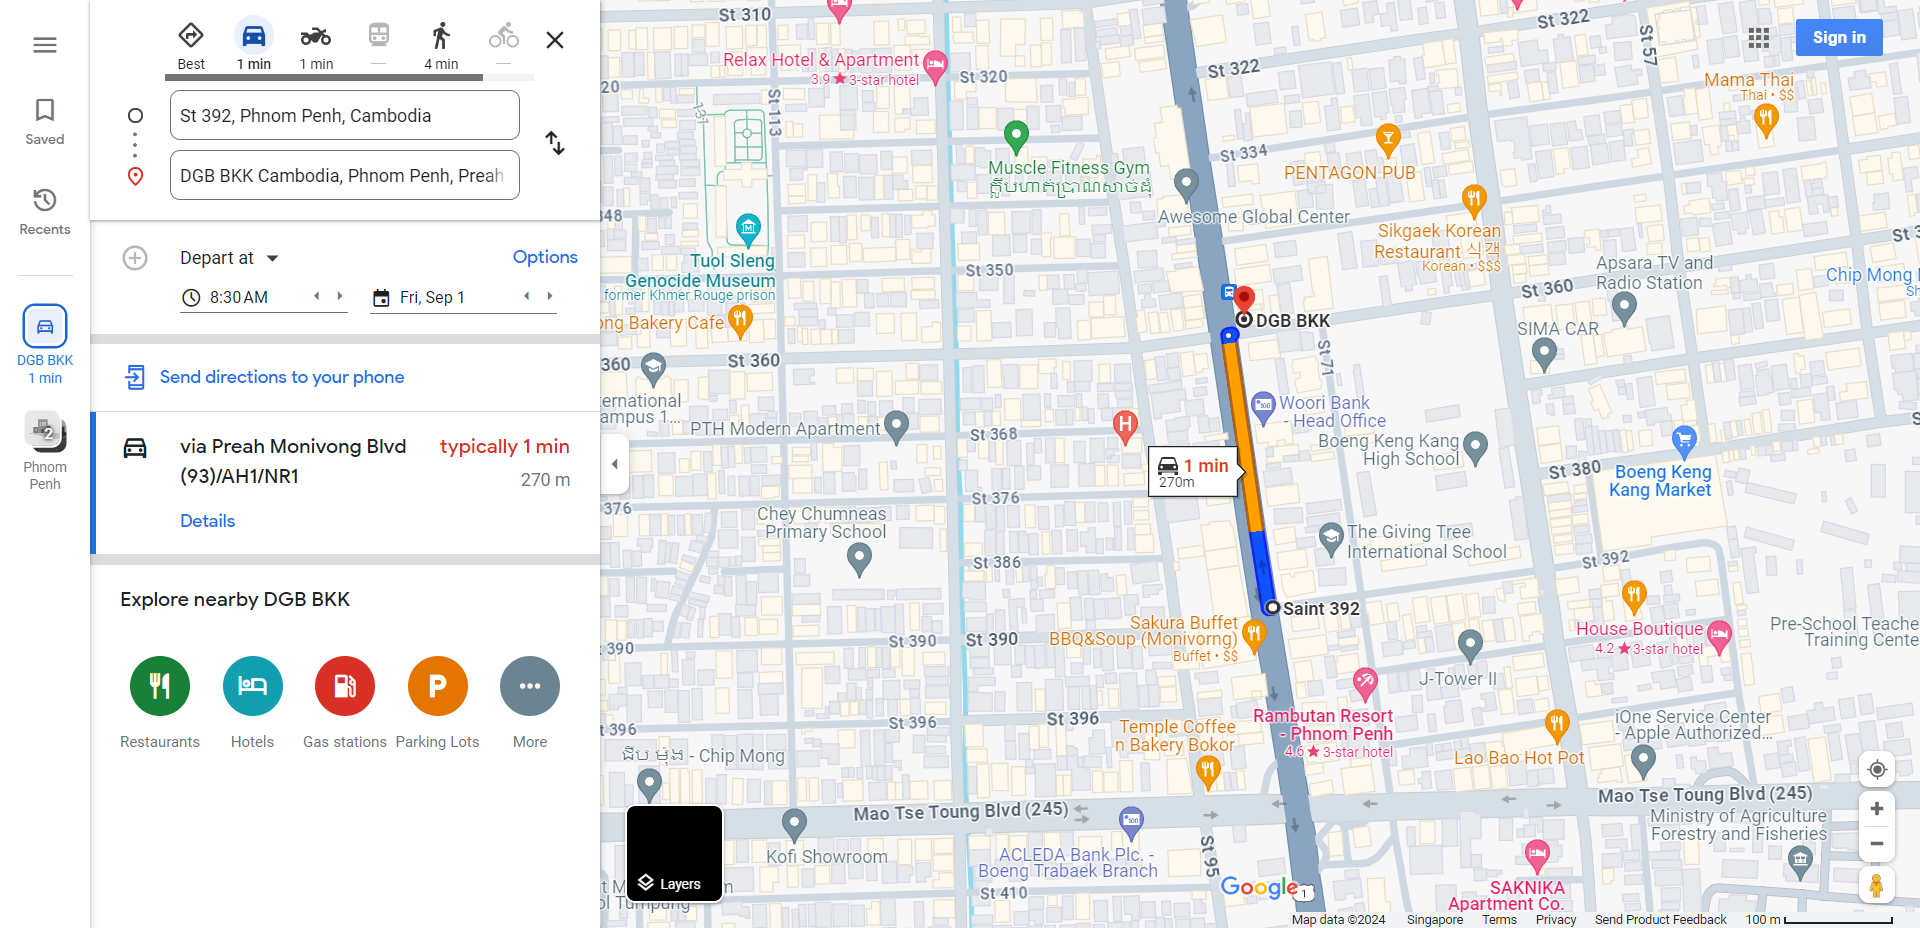 Best
1 min
1 min
—
4 min
—
St 392, Phnom Penh, Cambodia
DGB BKK Cambodia, Phnom Penh, Preah
Saved
Recents
DGB BKK
1 min
2
Phnom
Penh
Depart at
Options
8:30 AM
Fri, Sep 1
Send directions to your phone
via Preah Monivong Blvd
(93)/AH1/NR1
typically 1 min
270 m
Details
Explore nearby DGB BKK
Restaurants
Hotels
Gas stations
Parking Lots
More
Sign in
St 310
St 322
St 57
Relax Hotel & Apartment
3.9 ★ 3-star hotel
20
St 320
St 322
Mama Thai
Thai • $$
131
St 113
St 334
Muscle Fitness Gym
PENTAGON PUB
348
Awesome Global Center
Sikgaek Korean
Restaurant 식객
Korean • $$$
Tuol Sleng
Genocide Museum
former Khmer Rouge prison
St 350
Apsara TV and
Radio Station
Chip Mong
St 360
ong Bakery Cafe
DGB BKK
SIMA CAR
St 71
360
St 360
ernational
ampus 1...
Woori Bank
- Head Office
PTH Modern Apartment
St 368
H
Boeng Keng Kang
High School
1 min
270m
St 380
Boeng Keng
Kang Market
376
St 376
Chey Chumneas
Primary School
The Giving Tree
International School
St 386
St 392
Saint 392
Sakura Buffet
BBQ&Soup (Monivorng)
Buffet • $$
390
St 390
St 390
House Boutique
4.2 ★ 3-star hotel
Pre-School Teache
Training Cente
J-Tower II
Rambutan Resort
- Phnom Penh
4.6 ★ 3-star hotel
t 396
St 396
St 396
Temple Coffee
n Bakery Bokor
iOne Service Center
- Apple Authorized...
ជីប ម៉ុង - Chip Mong
Lao Bao Hot Pot
Mao Tse Toung Blvd (245)
Mao Tse Toung Blvd (245)
Ministry of Agriculture
Forestry and Fisheries
Kofi Showroom
ACLEDA Bank Plc. -
Boeng Trabaek Branch
St 95
St 410
Layers
Google
1
SAKNIKA
Apartment Co.
Map data ©2024
Singapore
Terms
Privacy
Send Product Feedback
100 m